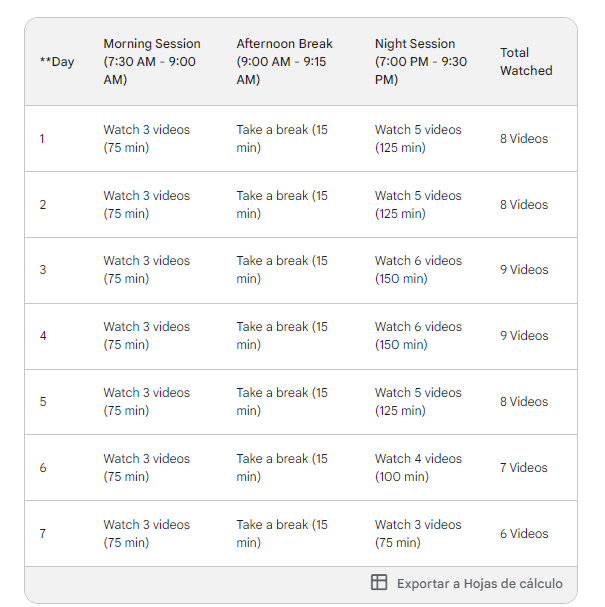 **Day
Morning Session
(7:30 AM - 9:00
AM)
Afternoon Break
(9:00 AM - 9:15
AM)
Night Session
(7:00 PM - 9:30
PM)
Total
Watched
1
Watch 3 videos
(75 min)
Take a break (15
min)
Watch 5 videos
(125 min)
8 Videos
2
Watch 3 videos
(75 min)
Take a break (15
min)
Watch 5 videos
(125 min)
8 Videos
3
Watch 3 videos
(75 min)
Take a break (15
min)
Watch 6 videos
(150 min)
9 Videos
4
Watch 3 videos
(75 min)
Take a break (15
min)
Watch 6 videos
(150 min)
9 Videos
5
Watch 3 videos
(75 min)
Take a break (15
min)
Watch 5 videos
(125 min)
8 Videos
6
Watch 3 videos
(75 min)
Take a break (15
min)
Watch 4 videos
(100 min)
7 Videos
7
Watch 3 videos
(75 min)
Take a break (15
min)
Watch 3 videos
(75 min)
6 Videos
Exportar a Hojas de cálculo